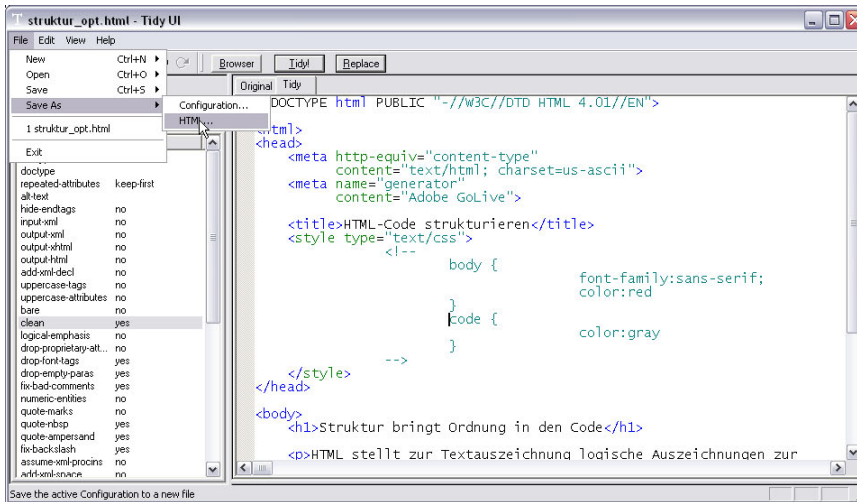 struktur_opt.html - Tidy UI
File Edit View Help
Browser Tidy! Replace
New Ctrl+N
Open Ctrl+O
Save Ctrl+S
Save As
1 struktur_opt.html
Exit
Configuration...
HTML...
Original Tidy
doctype
repeated-attributes keep-first
alt-text
hide-endtags no
input-xml no
output-xml no
output-xhtml no
output-html no
add-xml-decl no
uppercase-tags no
uppercase-attributes no
bare no
clean yes
logical-emphasis no
drop-proprietary-att... no
drop-font-tags yes
drop-empty-paras yes
fix-bad-comments yes
numeric-entities no
quote-marks no
quote-nbsp yes
quote-ampersand yes
fix-backslash yes
assume-xml-procins no
add-xml-space no
DOCTYPE html PUBLIC "-//W3C//DTD HTML 4.01//EN">
<html>
<head>
<meta http-equiv="content-type"
content="text/html; charset=us-ascii">
<meta name="generator"
content="Adobe GoLive">
<title>HTML-Code strukturieren</title>
<style type="text/css">
<!--
body {
font-family:sans-serif;
color:red
}
code {
color:gray
}
-->
</style>
</head>
<body>
<h1>Struktur bringt Ordnung in den Code</h1>
<p>HTML stellt zur Textauszeichnung logische Auszeichnungen zur
Save the active Configuration to a new file